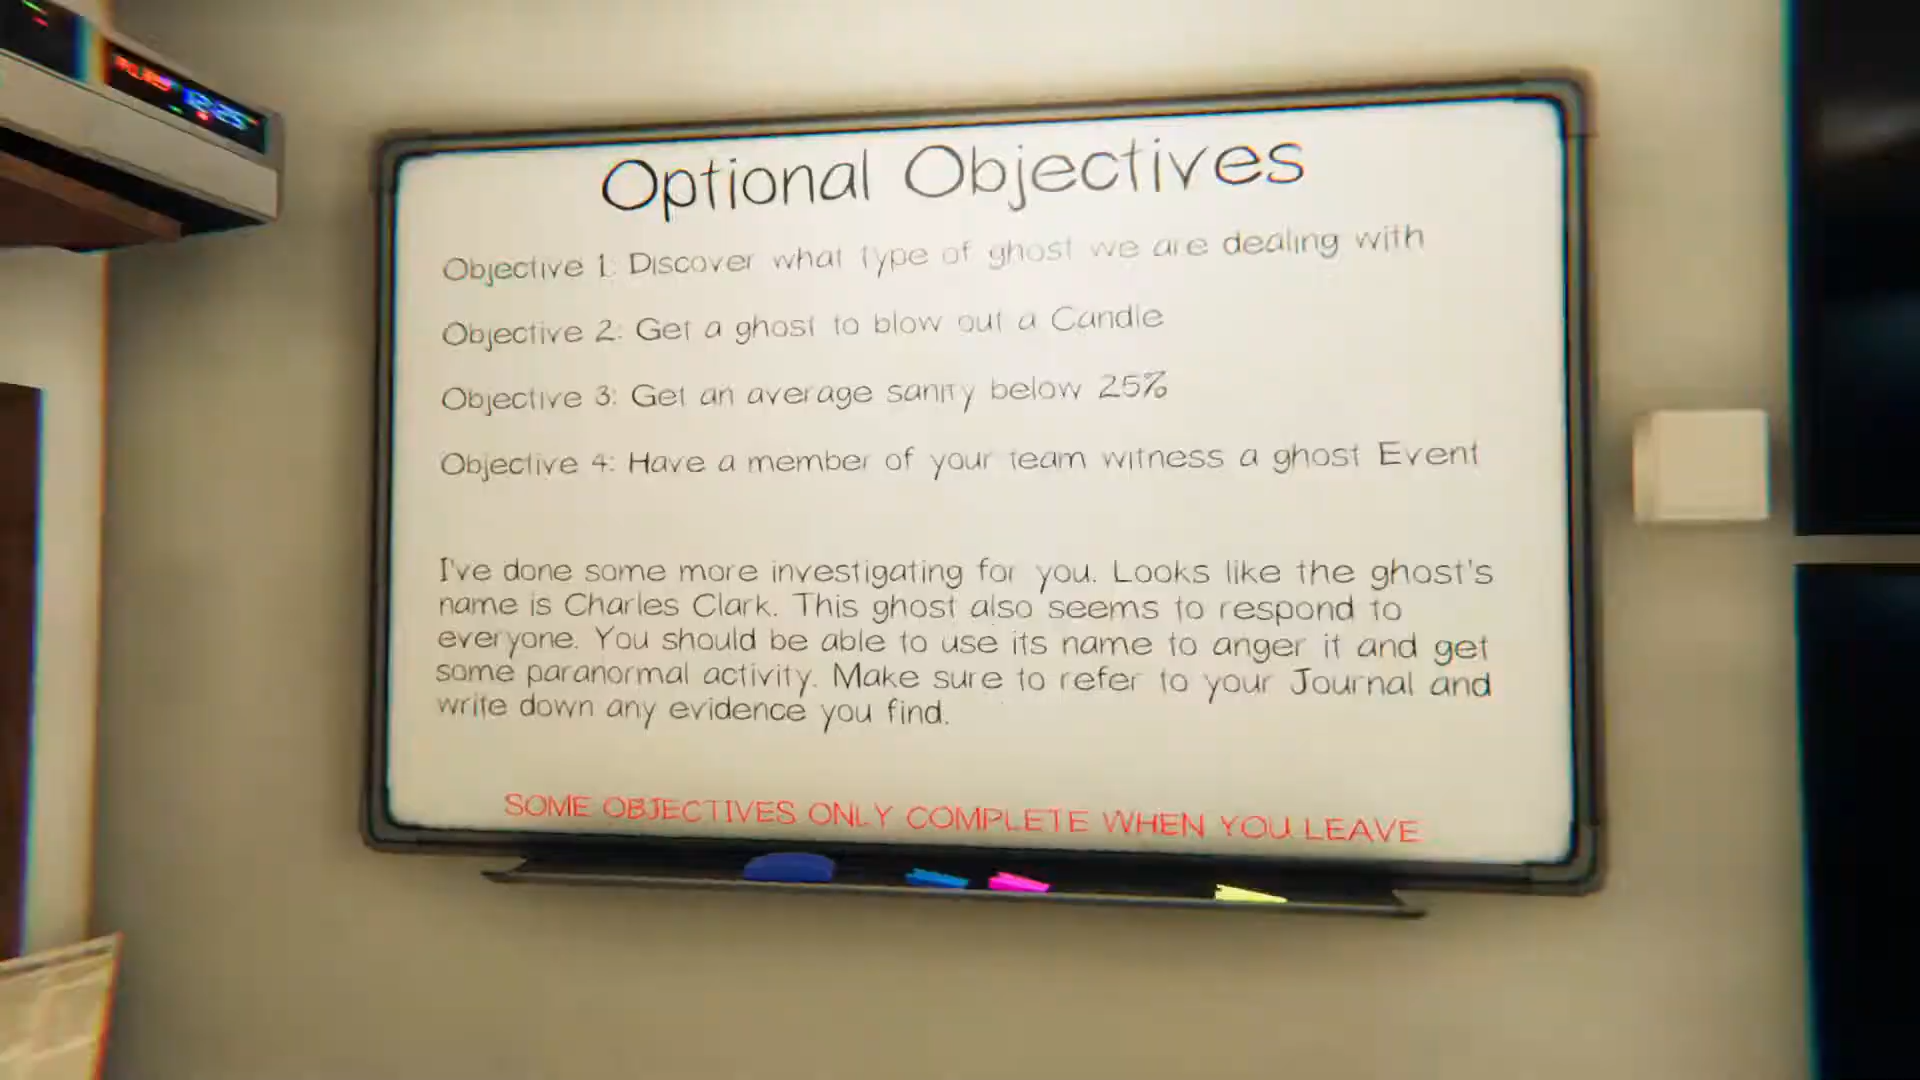 Optional Objectives
Objective 1: Discover what type of ghost we are dealing with
Objective 2: Get a ghost to blow out a Candle
Objective 3: Get an average sanity below 25%
Objective 4: Have a member of your team witness a ghost Event
I've done some more investigating for you. Looks like the ghost's
name is Charles Clark. This ghost also seems to respond to
everyone. You should be able to use its name to anger it and get
some paranormal activity. Make sure to refer to your Journal and
write down any evidence you find.
SOME OBJECTIVES ONLY COMPLETE WHEN YOU LEAVE